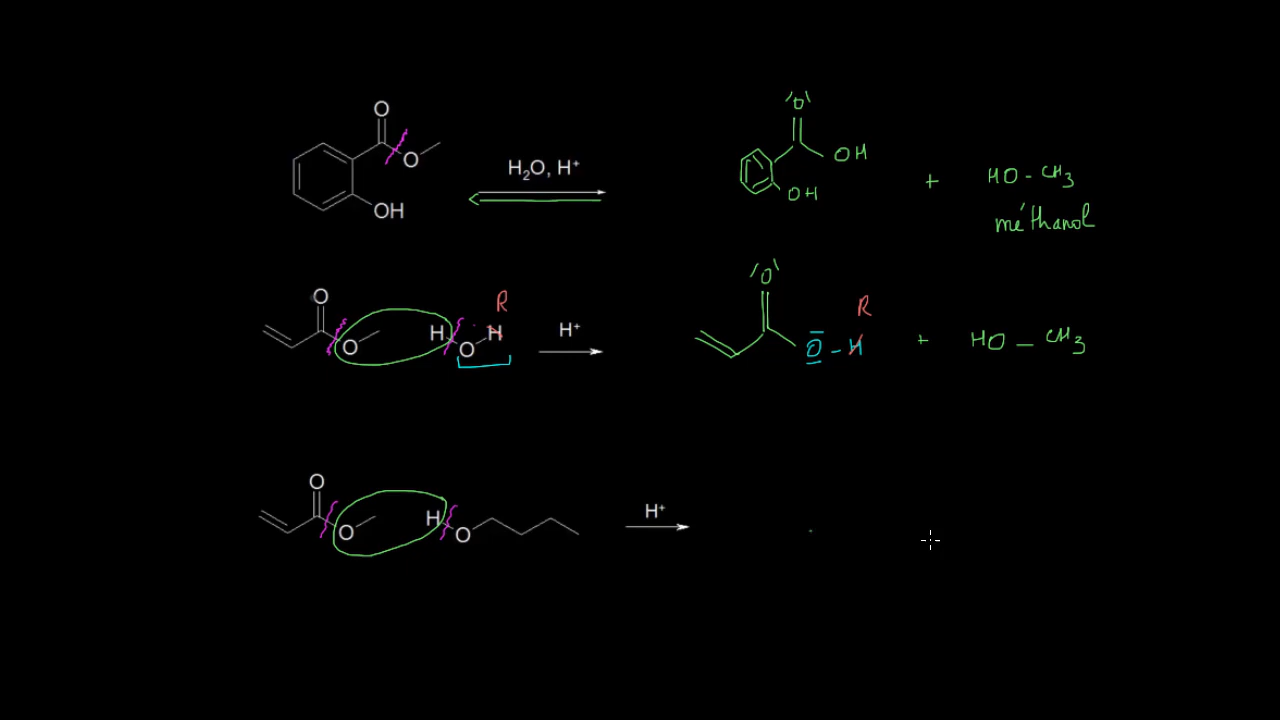 O
O
OH
H₂O, H⁺
'O'
OH
OH
+
HO-CH₃
méthanol
O
O
H
O
H
R
H⁺
'O'
O - H
R
+
HO — CH₃
O
O
H
O
H⁺